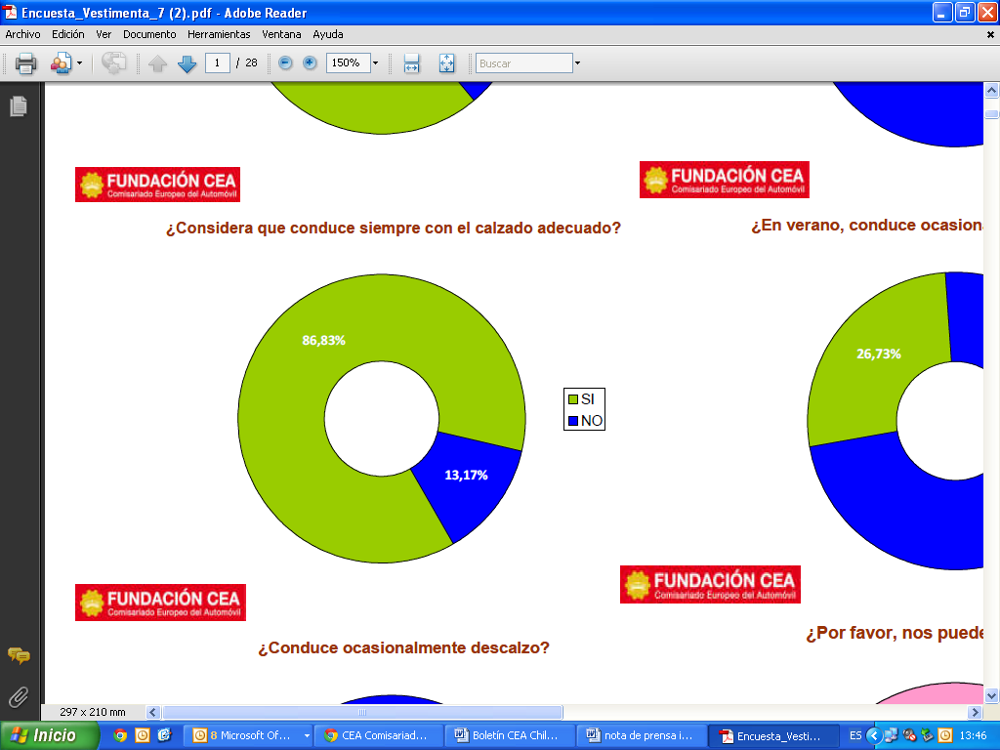 Encuesta_Vestimenta_7 (2).pdf - Adobe Reader
Archivo Edición Ver Documento Herramientas Ventana Ayuda
1 / 28 150% Buscar
FUNDACIÓN CEA
Comisariado Europeo del Automóvil
FUNDACIÓN CEA
Comisariado Europeo del Automóvil
¿Considera que conduce siempre con el calzado adecuado?
¿En verano, conduce ocasion
86,83%
13,17%
SI
NO
26,73%
FUNDACIÓN CEA
Comisariado Europeo del Automóvil
FUNDACIÓN CEA
Comisariado Europeo del Automóvil
¿Conduce ocasionalmente descalzo?
¿Por favor, nos puede
297 x 210 mm
Inicio 8 Microsoft Of... CEA Comisariad... Boletín CEA Chil... nota de prensa i... Encuesta_Vesti... ES 13:46